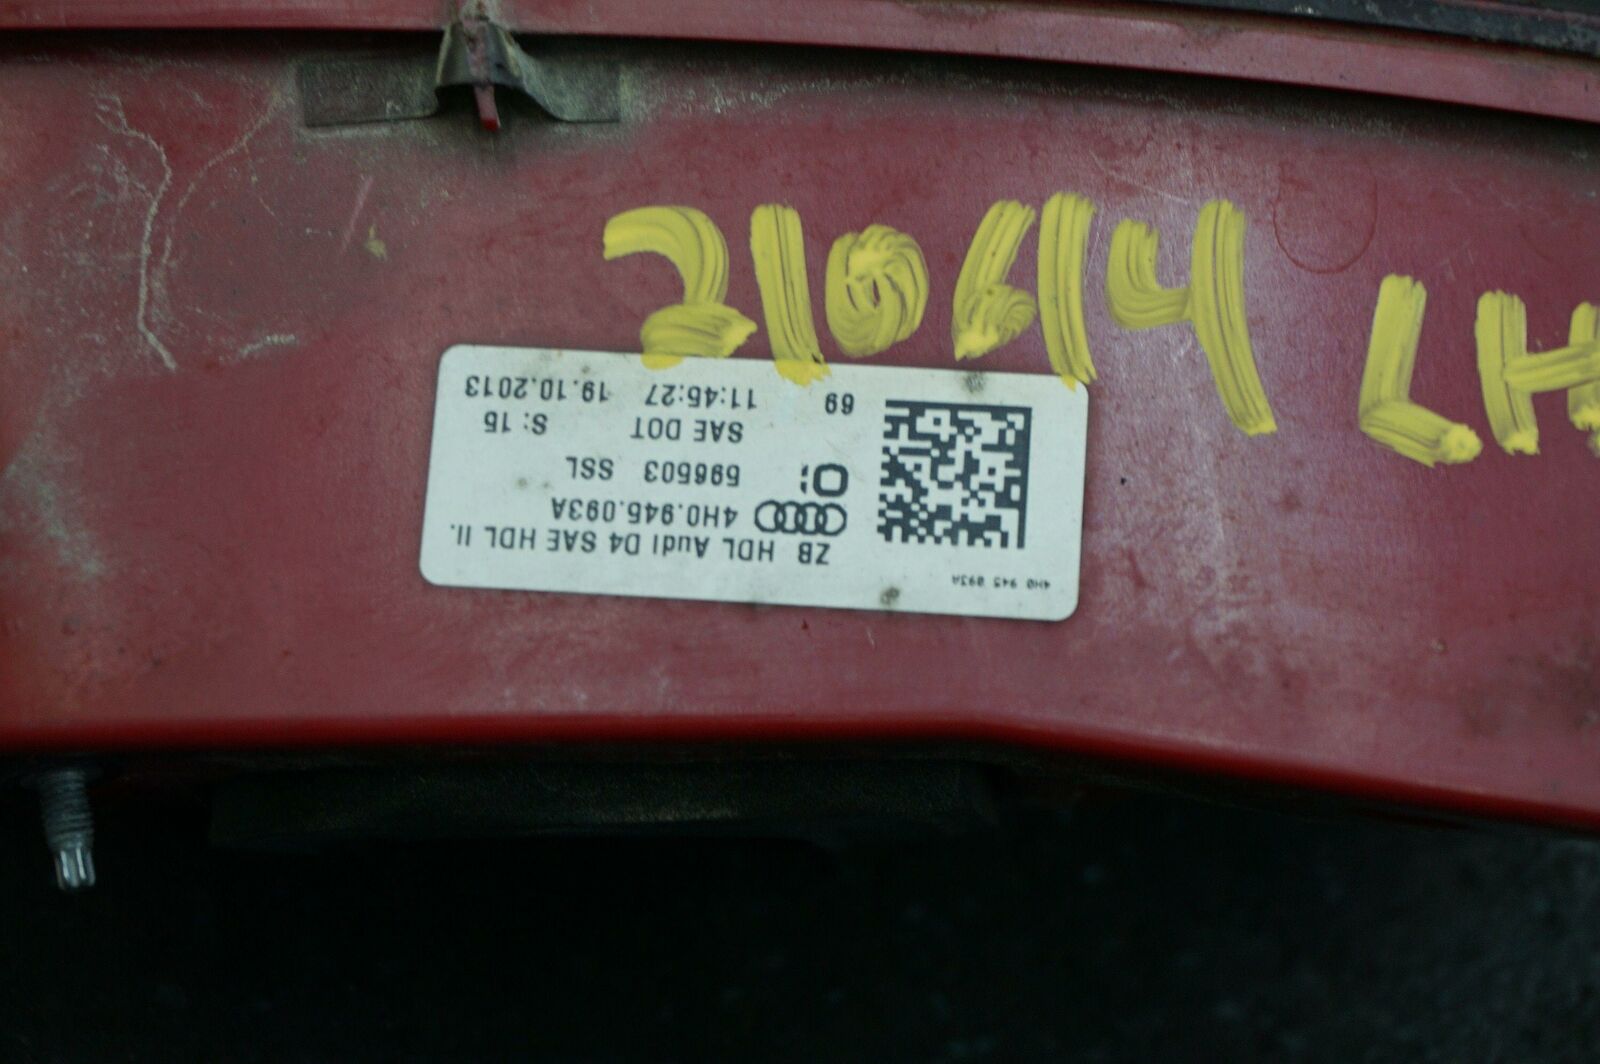 210614 LH
4H0 945 093A
ZB HDL Audi D4 SAE HDL II.
4H0.945.093A
596503 SSL
SAE DOT S: 15
69 11:45:27 19.10.2013